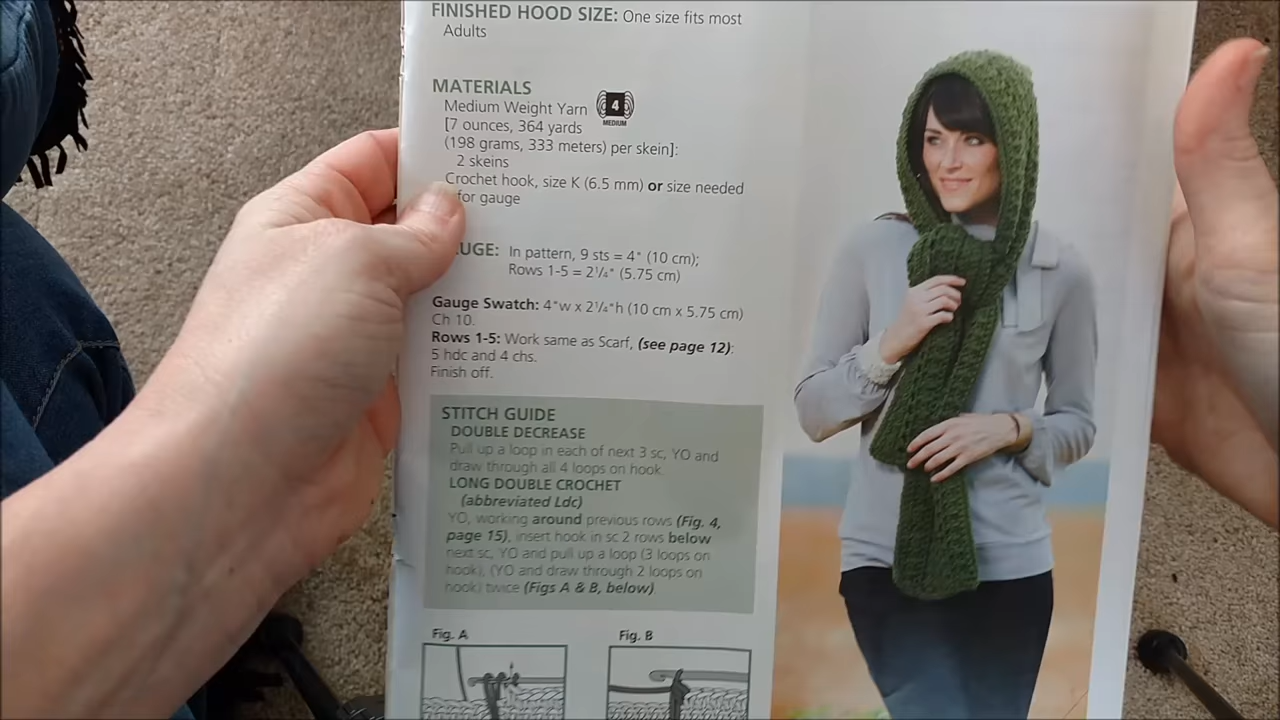 FINISHED HOOD SIZE: One size fits most
Adults
MATERIALS
Medium Weight Yarn
4
MEDIUM
[7 ounces, 364 yards
(198 grams, 333 meters) per skein]:
2 skeins
Crochet hook, size K (6.5 mm) or size needed
for gauge
UGE: In pattern, 9 sts = 4" (10 cm);
Rows 1-5 = 2¼" (5.75 cm)
Gauge Swatch: 4"w x 2¼"h (10 cm x 5.75 cm)
Ch 10.
Rows 1-5: Work same as Scarf, (see page 12):
5 hdc and 4 chs.
Finish off.
STITCH GUIDE
DOUBLE DECREASE
Pull up a loop in each of next 3 sc, YO and
draw through all 4 loops on hook.
LONG DOUBLE CROCHET
(abbreviated Ldc)
YO, working around previous rows (Fig. 4,
page 15), insert hook in sc 2 rows below
next sc, YO and pull up a loop (3 loops on
hook), (YO and draw through 2 loops on
hook) twice (Figs A & B, below).
Fig. A
Fig. B